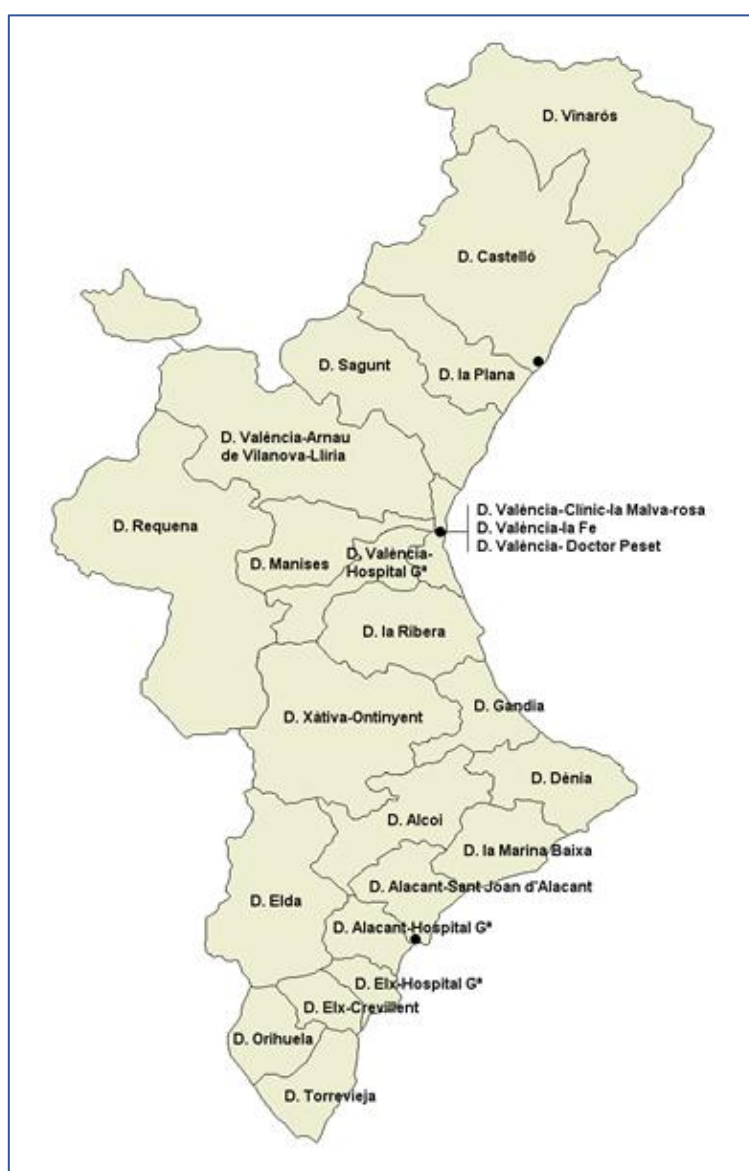 D. Vinarós
D. Castelló
D. Sagunt
D. la Plana
D. València-Arnau
de Vilanova-Llíria
D. València-Clínic-la Malva-rosa
D. València-la Fe
D. València- Doctor Peset
D. Requena
D. Manises
D. València-
Hospital Gª
D. la Ribera
D. Xàtiva-Ontinyent
D. Gandia
D. Dènia
D. Alcoi
D. la Marina Baixa
D. Alacant-Sant Joan d'Alacant
D. Elda
D. Alacant-Hospital Gª
D. Elx-Hospital Gª
D. Elx-Crevillent
D. Orihuela
D. Torrevieja